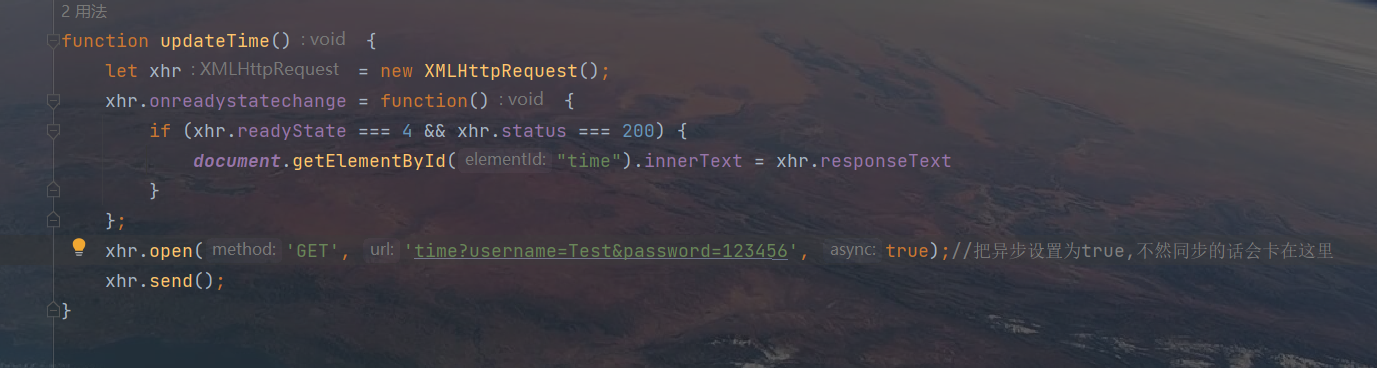 2 用法
function updateTime() : void {
let xhr : XMLHttpRequest = new XMLHttpRequest();
xhr.onreadystatechange = function() : void {
if (xhr.readyState === 4 && xhr.status === 200) {
document.getElementById( elementId: "time").innerText = xhr.responseText
}
};
xhr.open( method: 'GET', url: 'time?username=Test&password=123456', async: true);//把异步设置为true,不然同步的话会卡在这里
xhr.send();
}